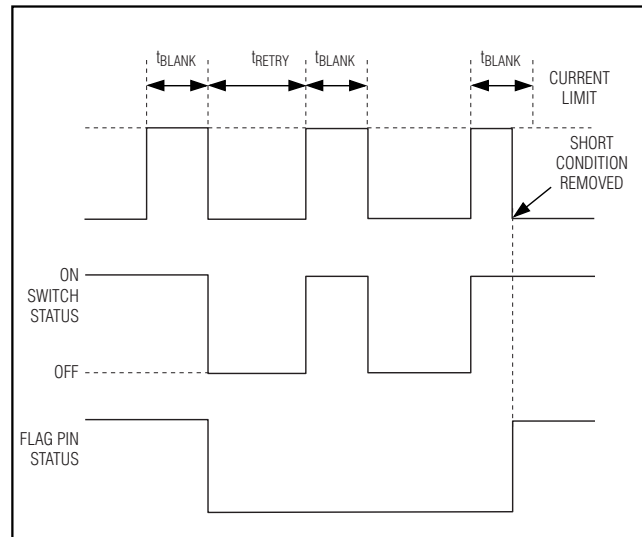 tBLANK
tRETRY
tBLANK
tBLANK
CURRENT
LIMIT
SHORT
CONDITION
REMOVED
ON
SWITCH
STATUS
OFF
FLAG PIN
STATUS